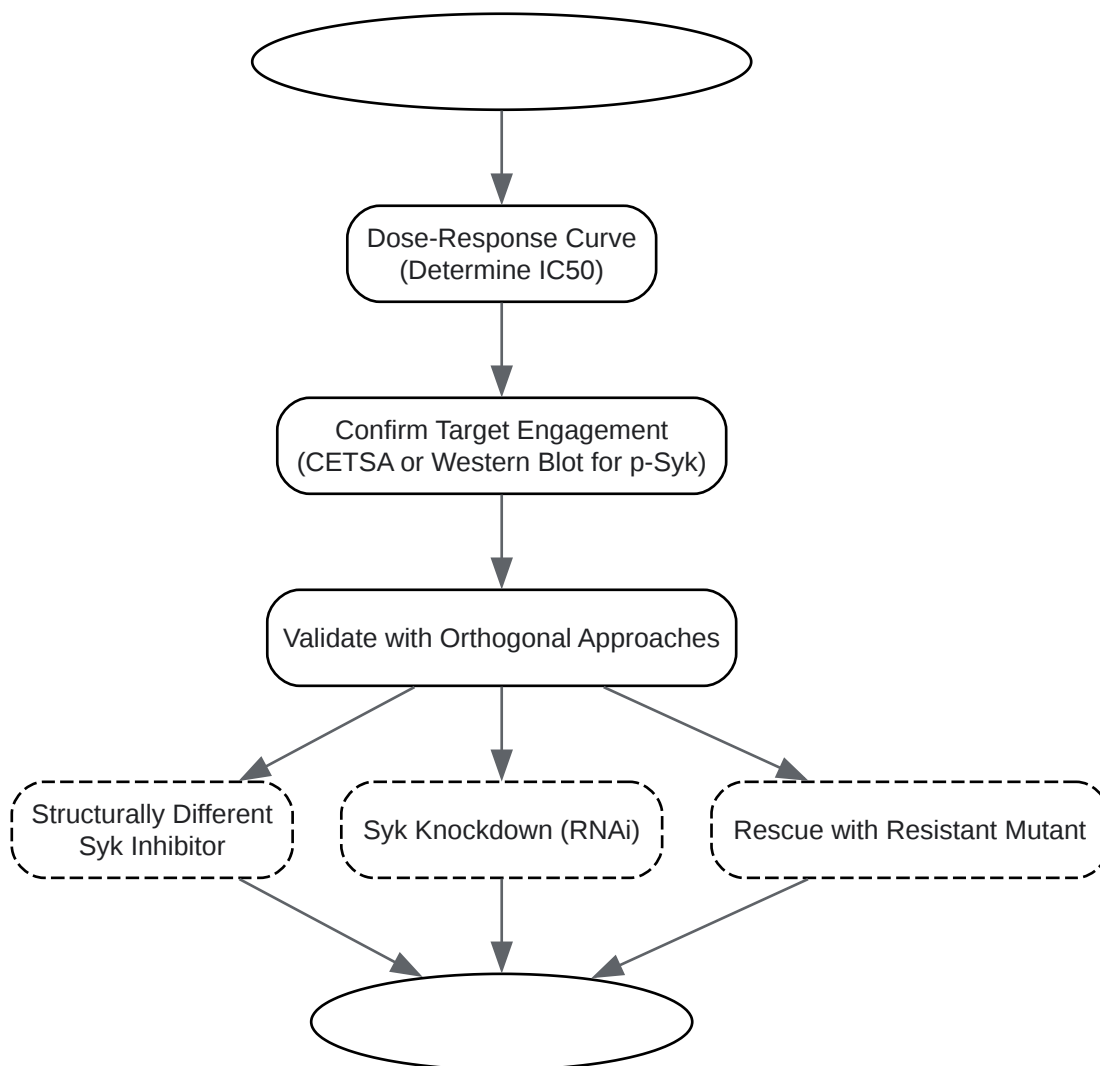 Dose-Response Curve
(Determine IC50)
Confirm Target Engagement
(CETSA or Western Blot for p-Syk)
Validate with Orthogonal Approaches
Structurally Different
Syk Inhibitor
Syk Knockdown (RNAi)
Rescue with Resistant Mutant